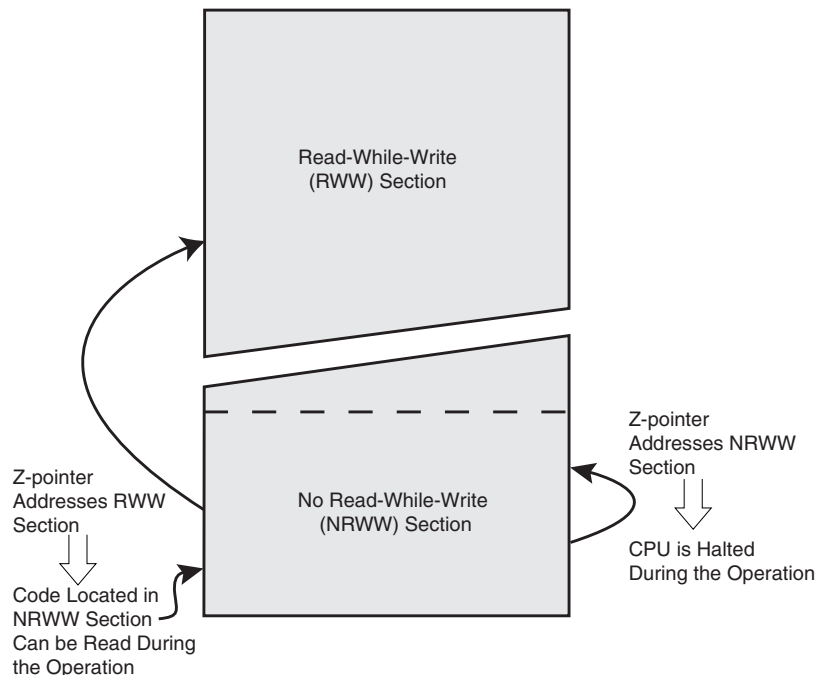 Read-While-Write
(RWW) Section
Z-pointer
Addresses NRWW
Section
Z-pointer
Addresses RWW
Section
No Read-While-Write
(NRWW) Section
CPU is Halted
During the Operation
Code Located in
NRWW Section
Can be Read During
the Operation